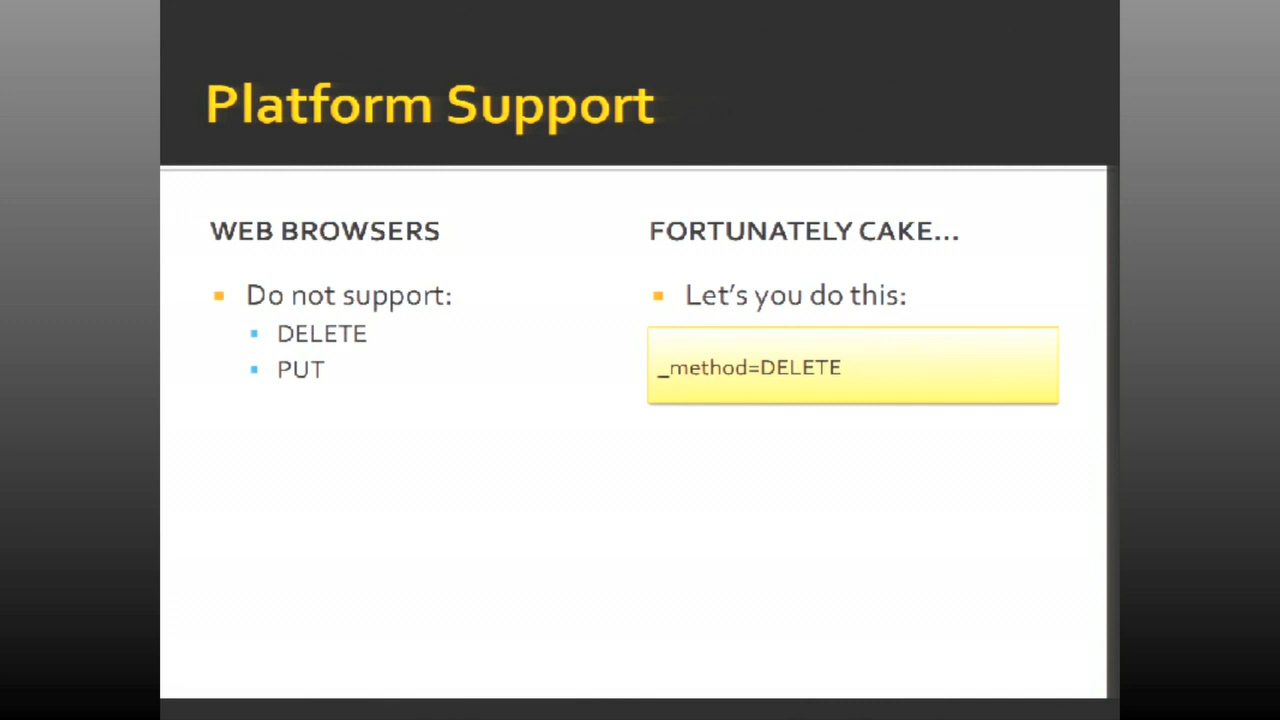 Platform Support
WEB BROWSERS
Do not support:
DELETE
PUT
FORTUNATELY CAKE...
Let's you do this:
_method=DELETE